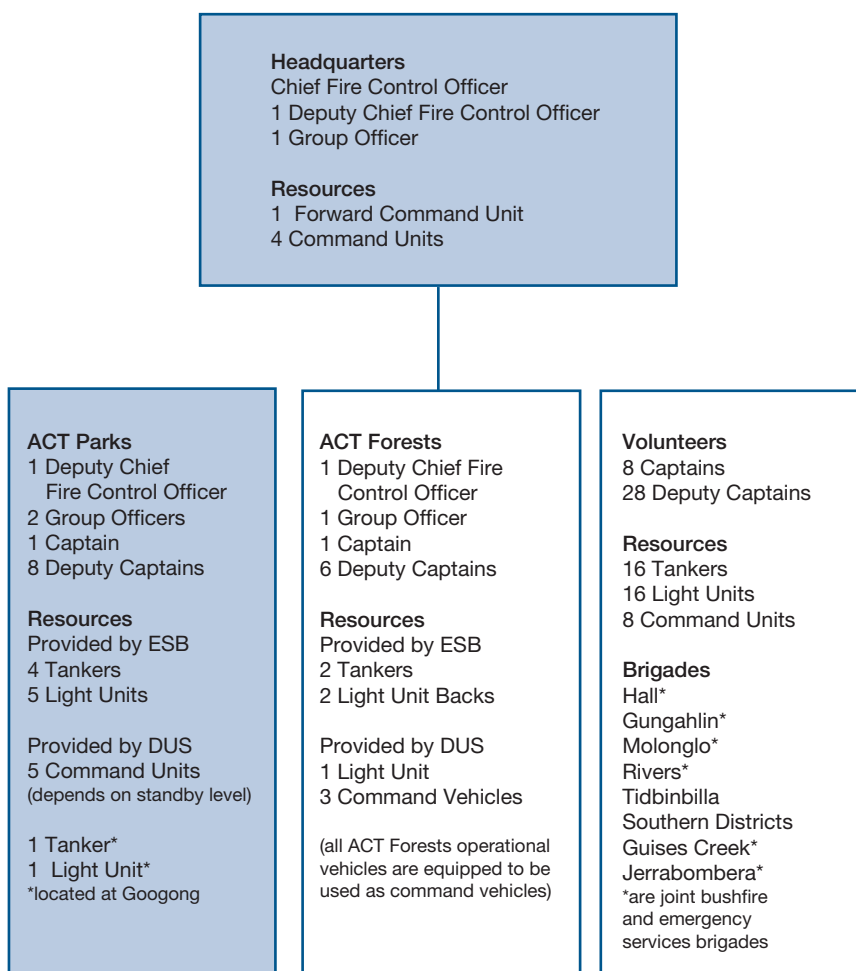 Headquarters
Chief Fire Control Officer
1 Deputy Chief Fire Control Officer
1 Group Officer
Resources
1 Forward Command Unit
4 Command Units
ACT Parks
1 Deputy Chief
Fire Control Officer
2 Group Officers
1 Captain
8 Deputy Captains
Resources
Provided by ESB
4 Tankers
5 Light Units
Provided by DUS
5 Command Units
(depends on standby level)
1 Tanker*
1 Light Unit*
*located at Googong
ACT Forests
1 Deputy Chief Fire
Control Officer
1 Group Officer
1 Captain
6 Deputy Captains
Resources
Provided by ESB
2 Tankers
2 Light Unit Backs
Provided by DUS
1 Light Unit
3 Command Vehicles
(all ACT Forests operational
vehicles are equipped to be
used as command vehicles)
Volunteers
8 Captains
28 Deputy Captains
Resources
16 Tankers
16 Light Units
8 Command Units
Brigades
Hall*
Gungahlin*
Molonglo*
Rivers*
Tidbinbilla
Southern Districts
Guises Creek*
Jerrabombera*
*are joint bushfire
and emergency
services brigades